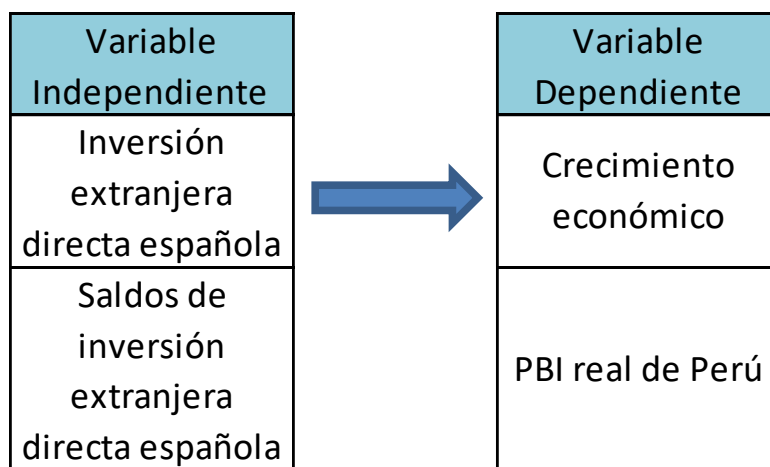 Variable
Independiente
Inversión
extranjera
directa española
Saldos de
inversión
extranjera
directa española
Variable
Dependiente
Crecimiento
económico
PBI real de Perú